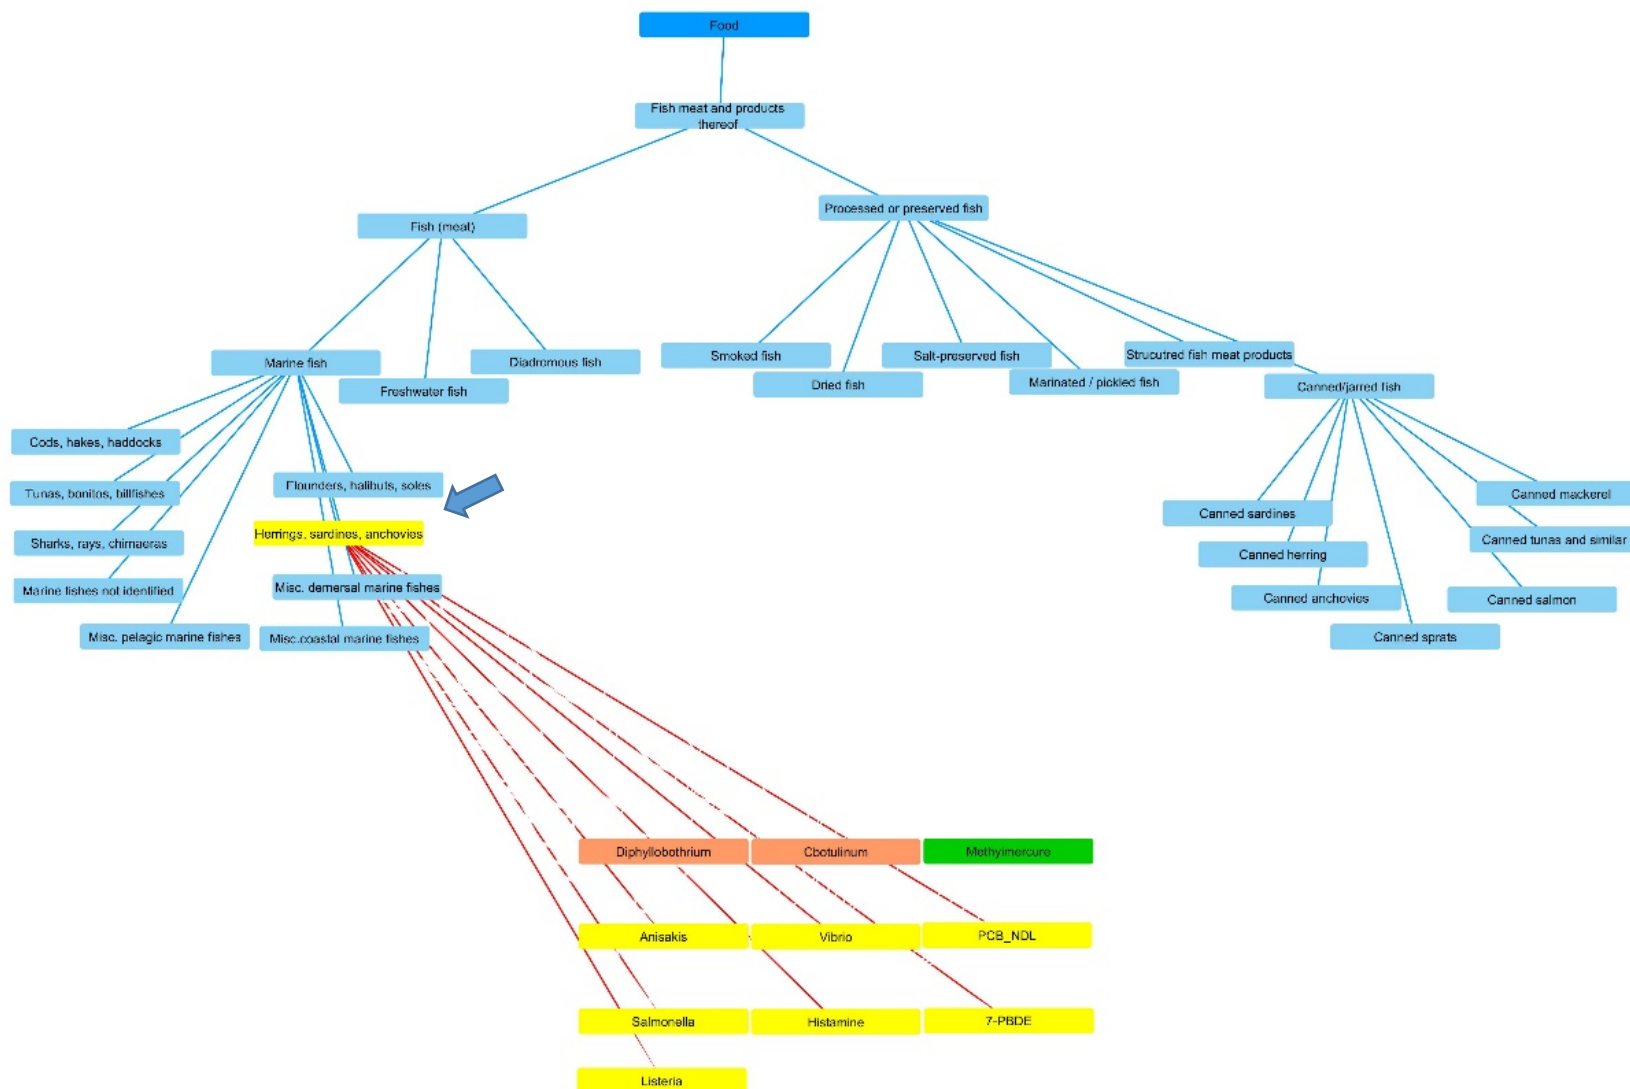 Food
Fish meat and products
thereof
Fish (meat)
Processed or preserved fish
Marine fish
Freshwater fish
Diadromous fish
Smoked fish
Dried fish
Salt-preserved fish
Marinated / pickled fish
Strucutred fish meat products
Canned/jarred fish
Cods, hakes, haddocks
Tunas, bonitos, billfishes
Sharks, rays, chimaeras
Marine fishes not identified
Misc. pelagic marine fishes
Flounders, halibuts, soles
Herrings, sardines, anchovies
Misc. demersal marine fishes
Misc.coastal marine fishes
Canned sardines
Canned herring
Canned anchovies
Canned sprats
Canned mackerel
Canned tunas and similar
Canned salmon
Diphyllobothrium
Cbotulinum
Methylmercure
Anisakis
Vibrio
PCB_NDL
Salmonella
Histamine
7-PBDE
Listeria